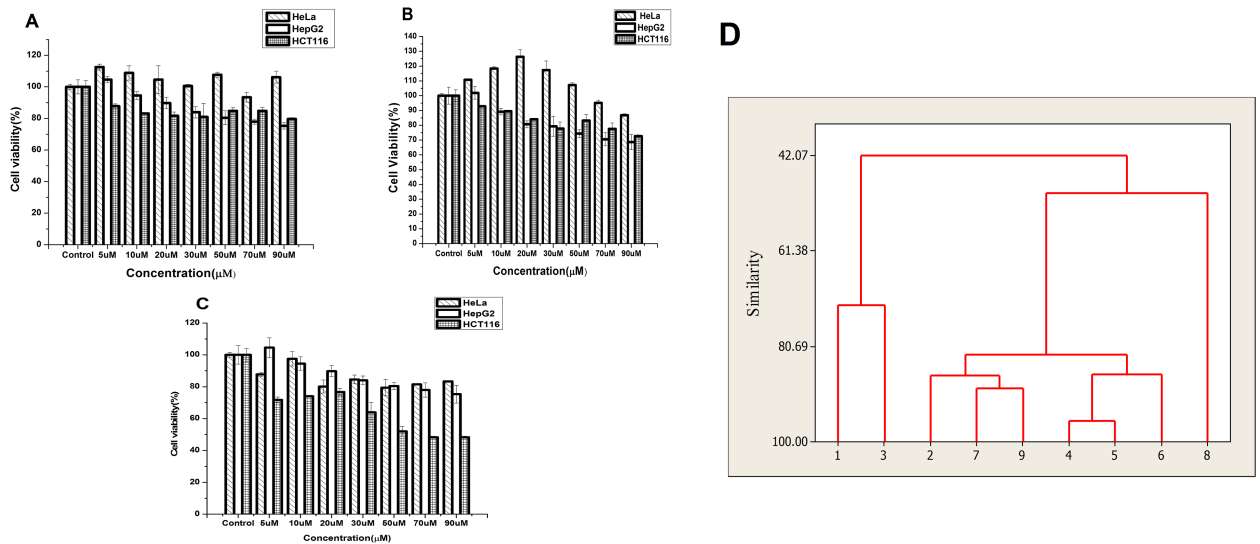 A
HeLa
HepG2
HCT116
120
100
80
60
40
20
0
Cell viability(%)
Control 5uM 10uM 20uM 30uM 50uM 70uM 90uM
Concentration(μM)
B
HeLa
HepG2
HCT116
140
130
120
110
100
90
80
70
60
50
40
30
20
10
0
Cell Viability(%)
Control 5uM 10uM 20uM 30uM 50uM 70uM 90uM
Concentration(μM)
C
HeLa
HepG2
HCT116
120
100
80
60
40
20
0
Cell viability(%)
Control 5uM 10uM 20uM 30uM 50uM 70uM 90uM
Concentration(μM)
D
42.07
61.38
80.69
100.00
Similarity
1 3 2 7 9 4 5 6 8